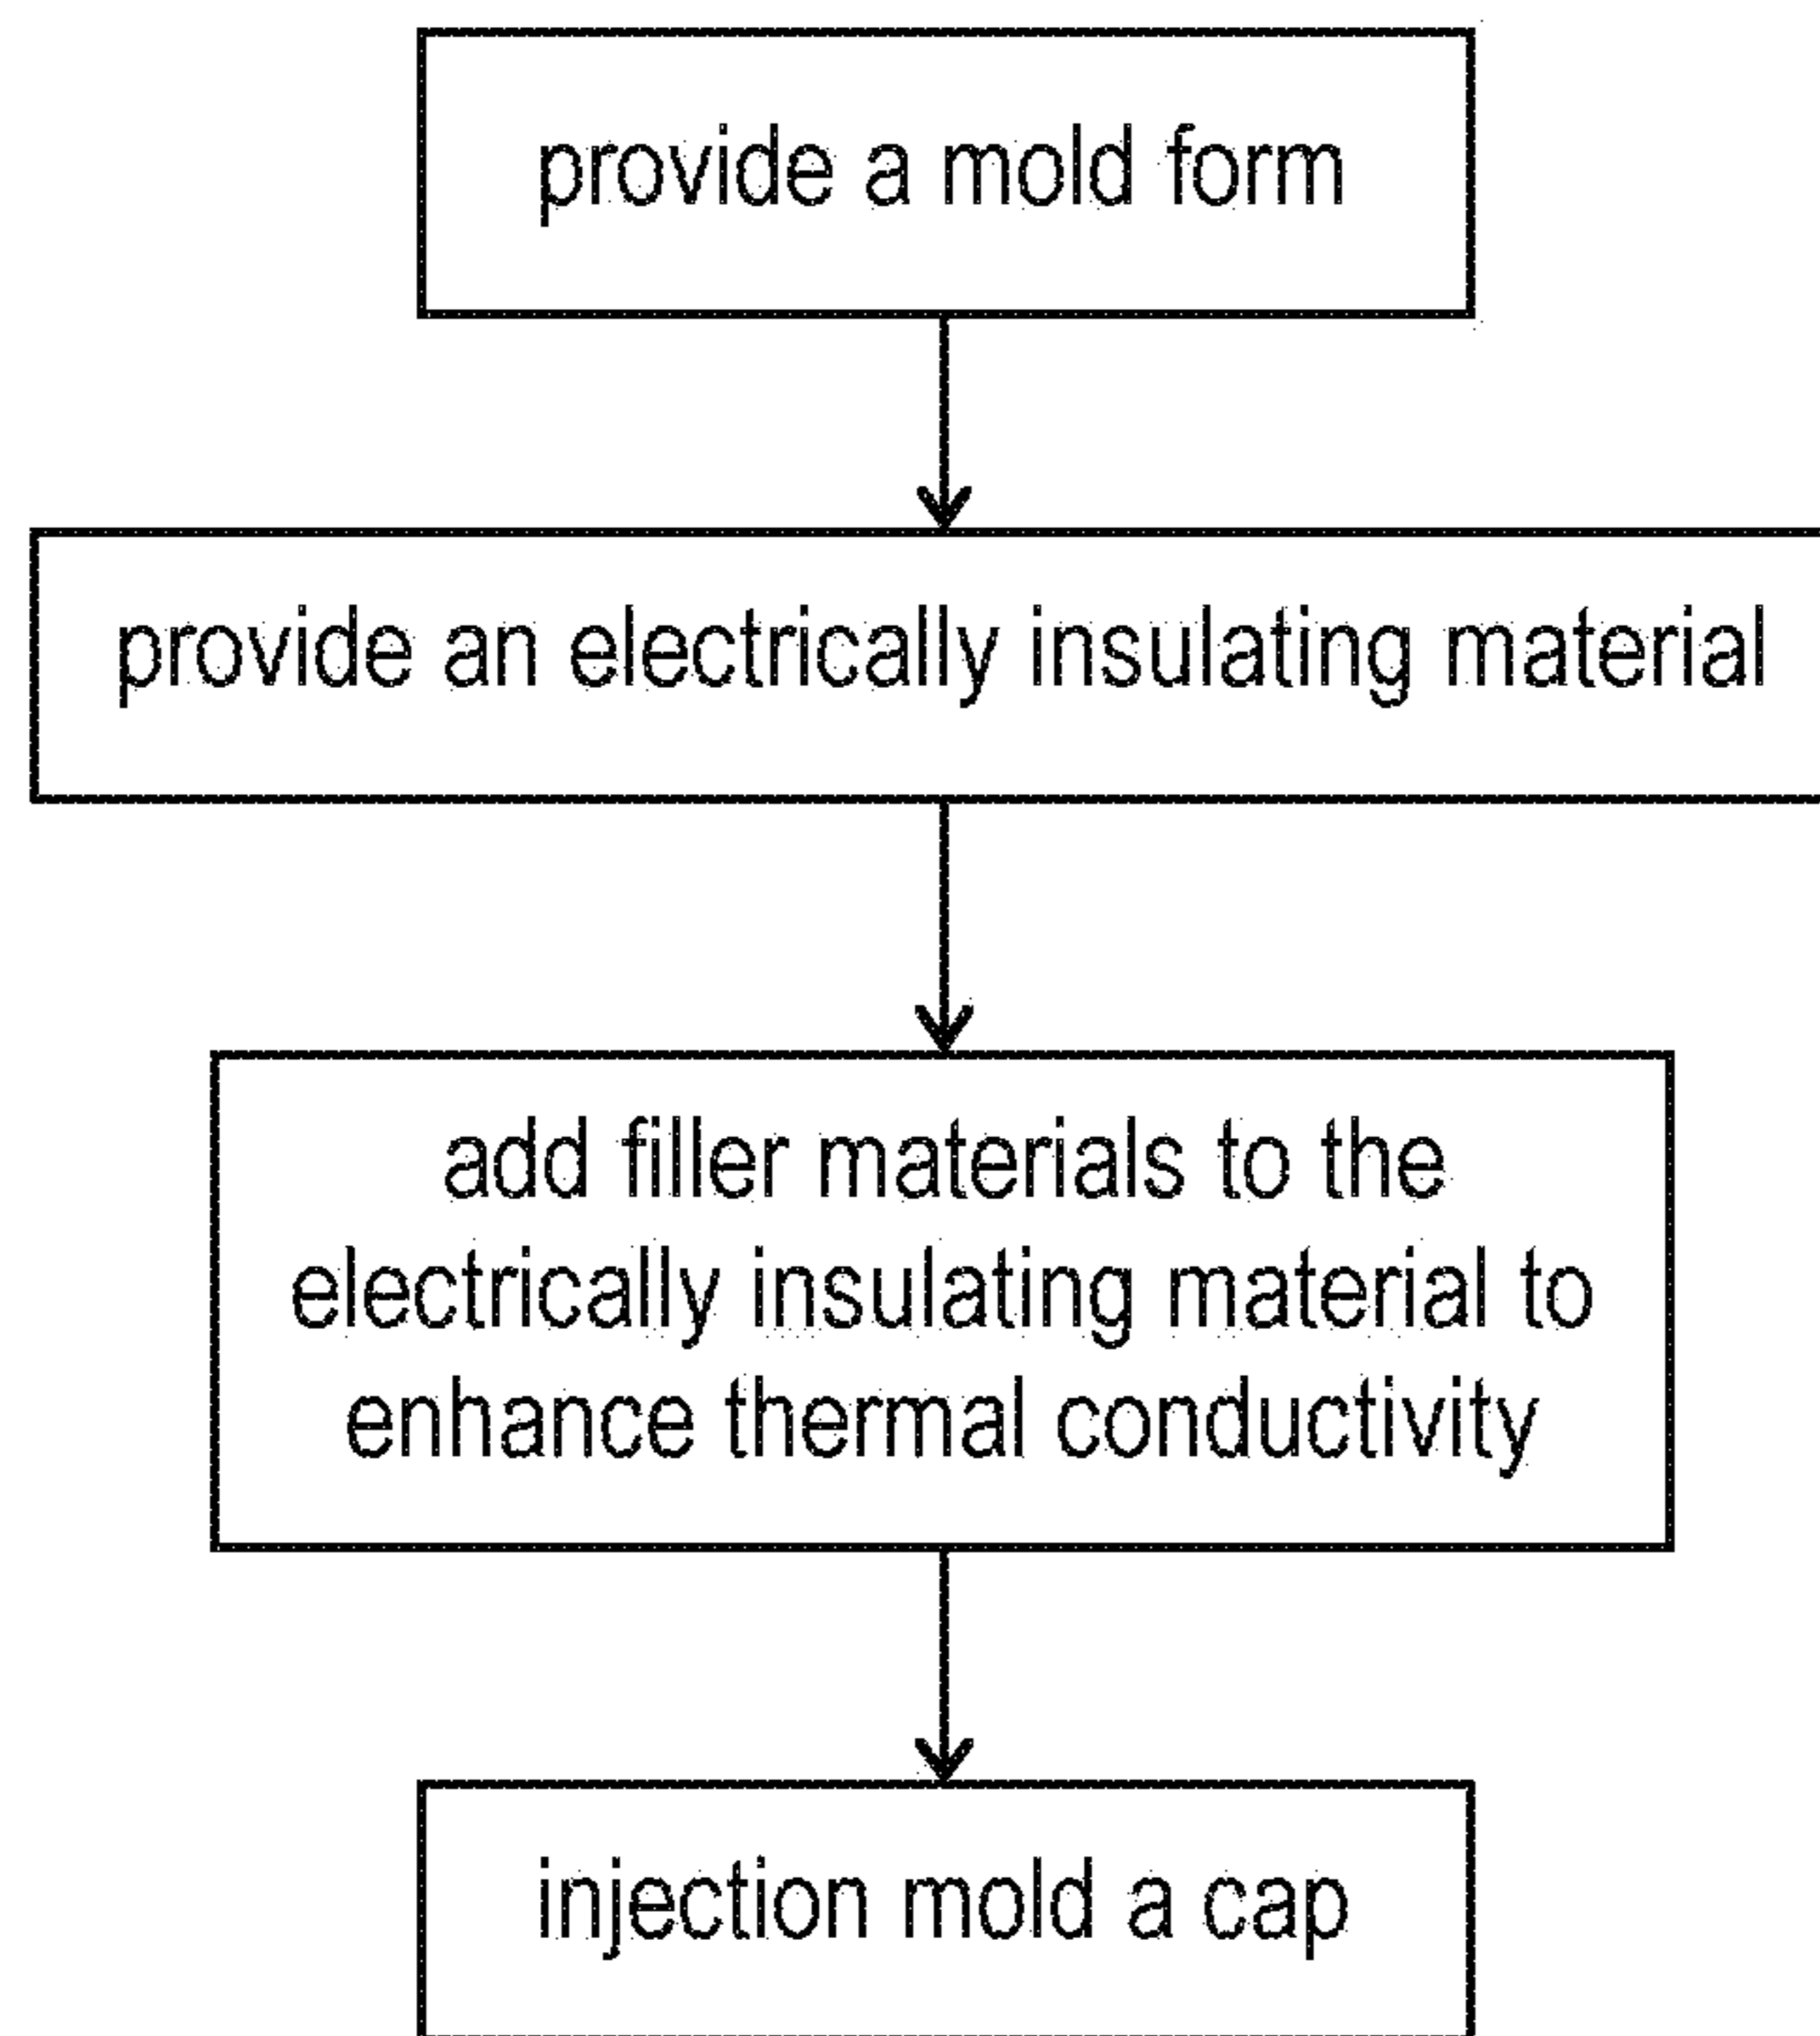 provide a mold form
provide an electrically insulating material
add filler materials to the
electrically insulating material to
enhance thermal conductivity
injection mold a cap